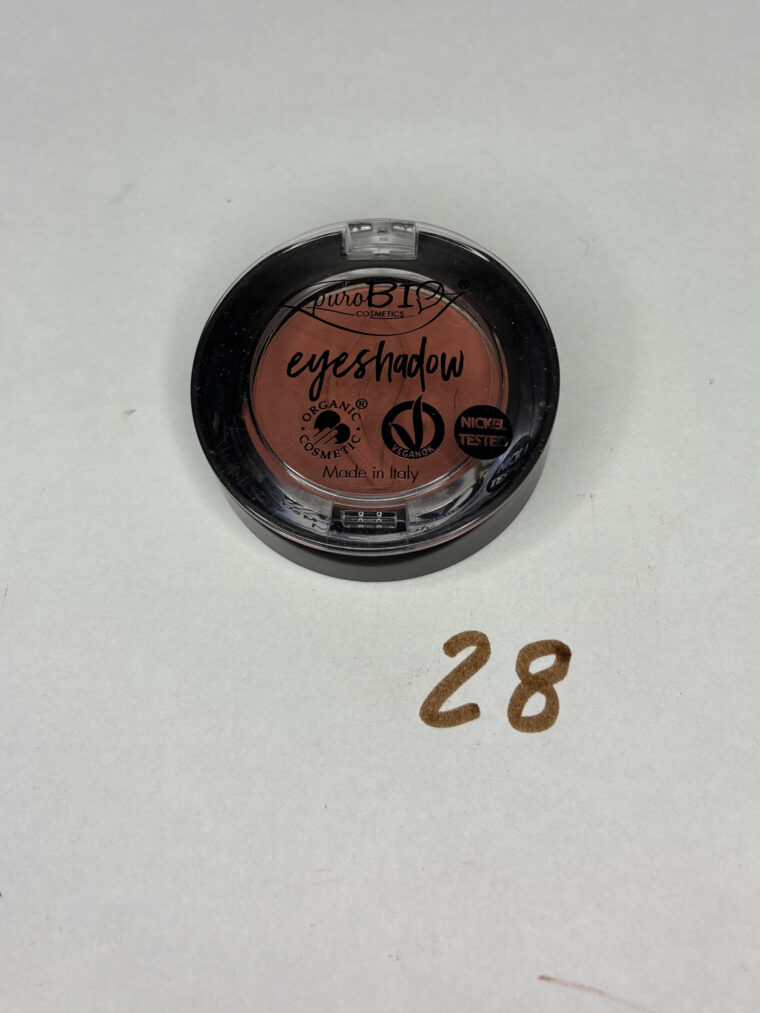 puroBIO®
COSMETICS
eyeshadow
ORGANIC COSMETIC ®
VEGANOK
NICKEL
TESTED
Made in Italy
28